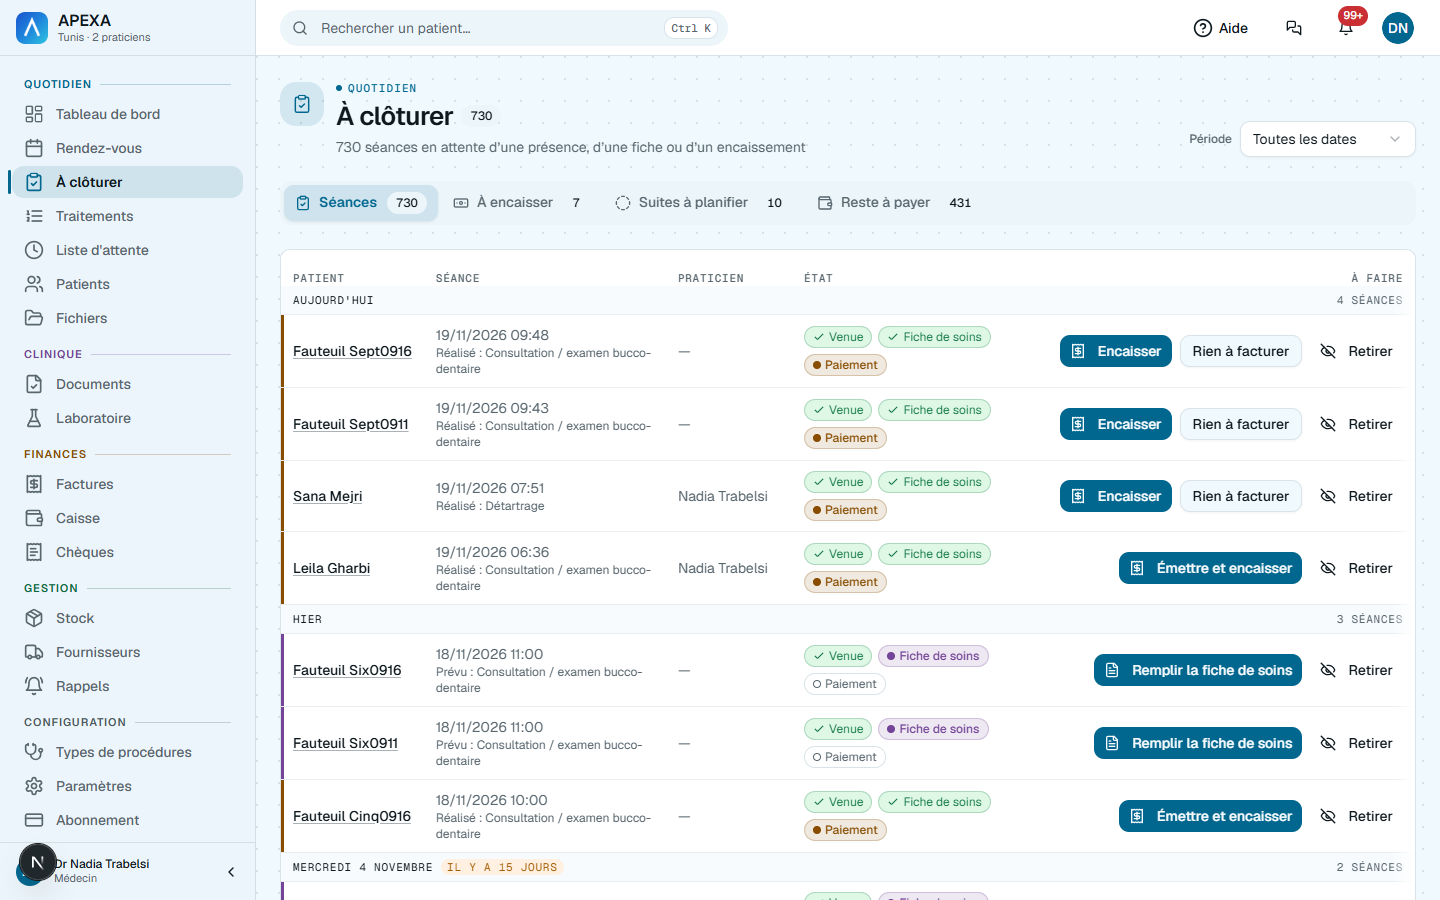 APEXA
Tunis · 2 praticiens
Rechercher un patient…
Ctrl K
Aide
99+
DN
QUOTIDIEN
Tableau de bord
Rendez-vous
À clôturer
Traitements
Liste d'attente
Patients
Fichiers
CLINIQUE
Documents
Laboratoire
FINANCES
Factures
Caisse
Chèques
GESTION
Stock
Fournisseurs
Rappels
CONFIGURATION
Types de procédures
Paramètres
Abonnement
N
Dr Nadia Trabelsi
Médecin
QUOTIDIEN
À clôturer 730
730 séances en attente d'une présence, d'une fiche ou d'un encaissement
Période
Toutes les dates
Séances 730
À encaisser 7
Suites à planifier 10
Reste à payer 431
PATIENT SÉANCE PRATICIEN ÉTAT À FAIRE
AUJOURD'HUI 4 SÉANCES
Fauteuil Sept0916
19/11/2026 09:48
Réalisé : Consultation / examen bucco-
dentaire
—
Venue Fiche de soins
Paiement
Encaisser Rien à facturer Retirer
Fauteuil Sept0911
19/11/2026 09:43
Réalisé : Consultation / examen bucco-
dentaire
—
Venue Fiche de soins
Paiement
Encaisser Rien à facturer Retirer
Sana Mejri
19/11/2026 07:51
Réalisé : Détartrage
Nadia Trabelsi
Venue Fiche de soins
Paiement
Encaisser Rien à facturer Retirer
Leila Gharbi
19/11/2026 06:36
Réalisé : Consultation / examen bucco-
dentaire
Nadia Trabelsi
Venue Fiche de soins
Paiement
Émettre et encaisser Retirer
HIER 3 SÉANCES
Fauteuil Six0916
18/11/2026 11:00
Prévu : Consultation / examen bucco-
dentaire
—
Venue Fiche de soins
Paiement
Remplir la fiche de soins Retirer
Fauteuil Six0911
18/11/2026 11:00
Prévu : Consultation / examen bucco-
dentaire
—
Venue Fiche de soins
Paiement
Remplir la fiche de soins Retirer
Fauteuil Cinq0916
18/11/2026 10:00
Réalisé : Consultation / examen bucco-
dentaire
—
Venue Fiche de soins
Paiement
Émettre et encaisser Retirer
MERCREDI 4 NOVEMBRE IL Y A 15 JOURS 2 SÉANCES